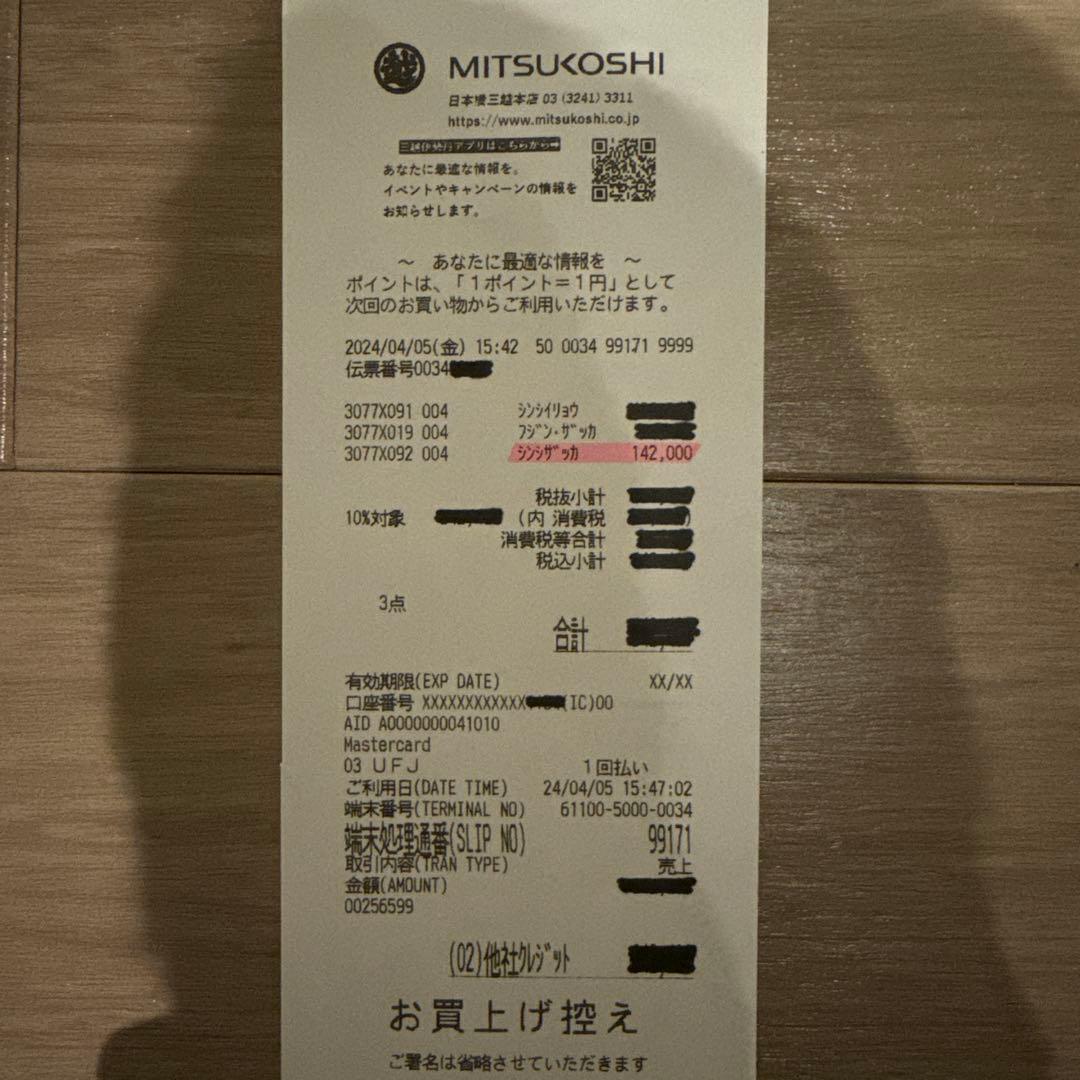 越 MITSUKOSHI
日本橋三越本店 03 (3241) 3311
https://www.mitsukoshi.co.jp
三越伊勢丹アプリはこちらから➡
あなたに最適な情報を。
イベントやキャンペーンの情報を
お知らせします。
～ あなたに最適な情報を ～
ポイントは、「1ポイント＝1円」として
次回のお買い物からご利用いただけます。
2024/04/05(金) 15:42 50 0034 99171 9999
伝票番号0034
3077X091 004 シンシイリョウ
3077X019 004 フジン・ザッカ
3077X092 004 シンシザッカ 142,000
税抜小計
10%対象 (内 消費税 )
消費税等合計
税込小計
3点
合計
有効期限(EXP DATE) XX/XX
口座番号 XXXXXXXXXXXX (IC)00
AID A0000000041010
Mastercard
03 UFJ 1回払い
ご利用日(DATE TIME) 24/04/05 15:47:02
端末番号(TERMINAL NO) 61100-5000-0034
端末処理通番(SLIP NO) 99171
取引内容(TRAN TYPE) 売上
金額(AMOUNT)
00256599
(02)他社クレジット
お買上げ控え
ご署名は省略させていただきます